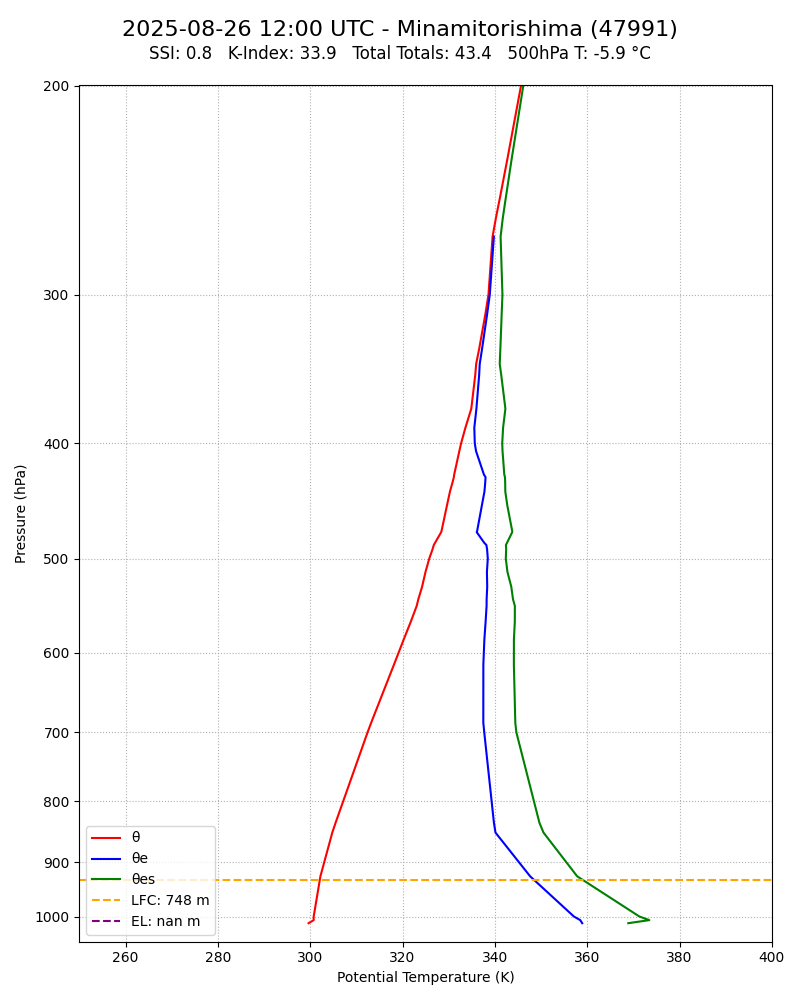 2025-08-26 12:00 UTC - Minamitorishima (47991)
SSI: 0.8   K-Index: 33.9   Total Totals: 43.4   500hPa T: -5.9 °C
200
300
400
500
600
700
800
900
1000
Pressure (hPa)
θ
θe
θes
LFC: 748 m
EL: nan m
260 280 300 320 340 360 380 400
Potential Temperature (K)